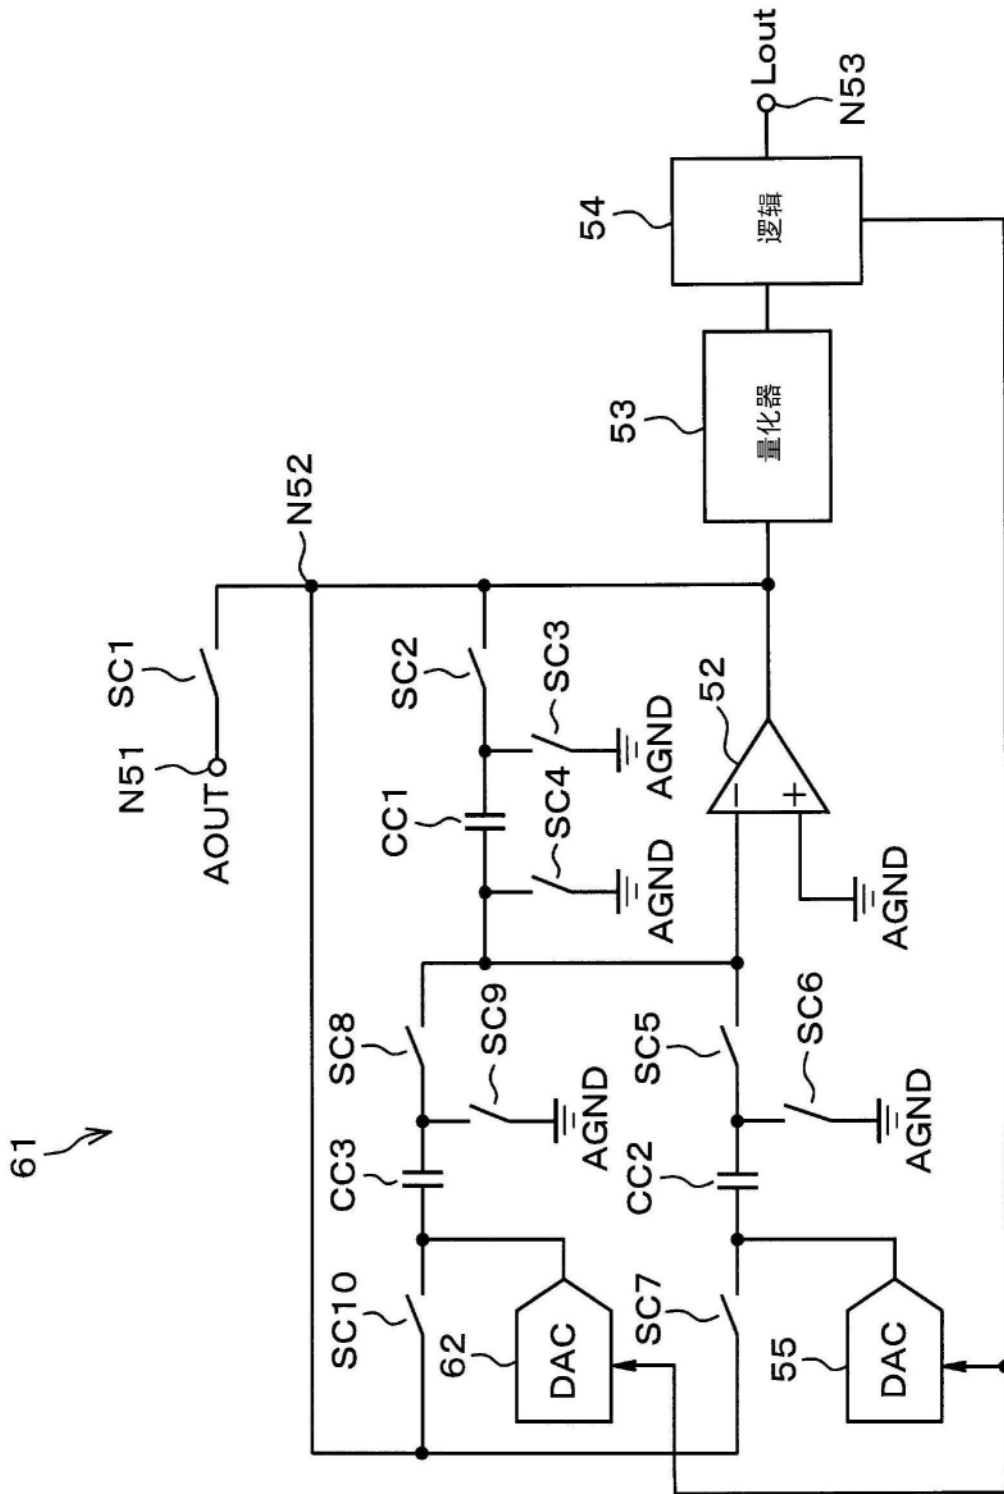 61
N51
AOUT
SC1
N52
SC10
CC3
SC8
SC9
AGND
CC1
SC2
SC4
SC3
AGND
AGND
62
DAC
SC7
CC2
SC5
SC6
AGND
55
DAC
52
−
+
AGND
53
量化器
54
逻辑
Lout
N53